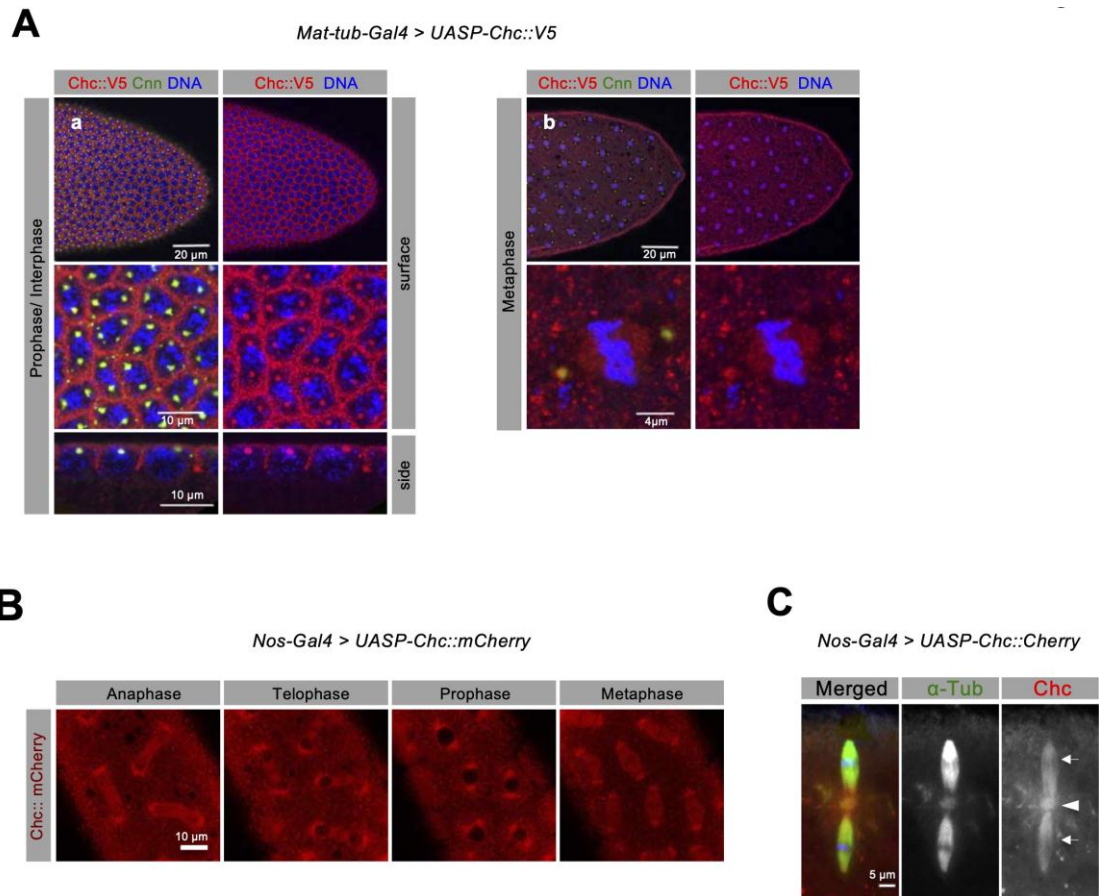 A
Mat-tub-Gal4 > UASP-Chc::V5
Chc::V5 Cnn DNA
Chc::V5 DNA
Prophase/ Interphase
a
20 µm
10 µm
surface
10 µm
side
Chc::V5 Cnn DNA
Chc::V5 DNA
Metaphase
b
20 µm
4µm
B
Nos-Gal4 > UASP-Chc::mCherry
Anaphase
Telophase
Prophase
Metaphase
Chc:: mCherry
10 µm
C
Nos-Gal4 > UASP-Chc::Cherry
Merged
α-Tub
Chc
5 µm